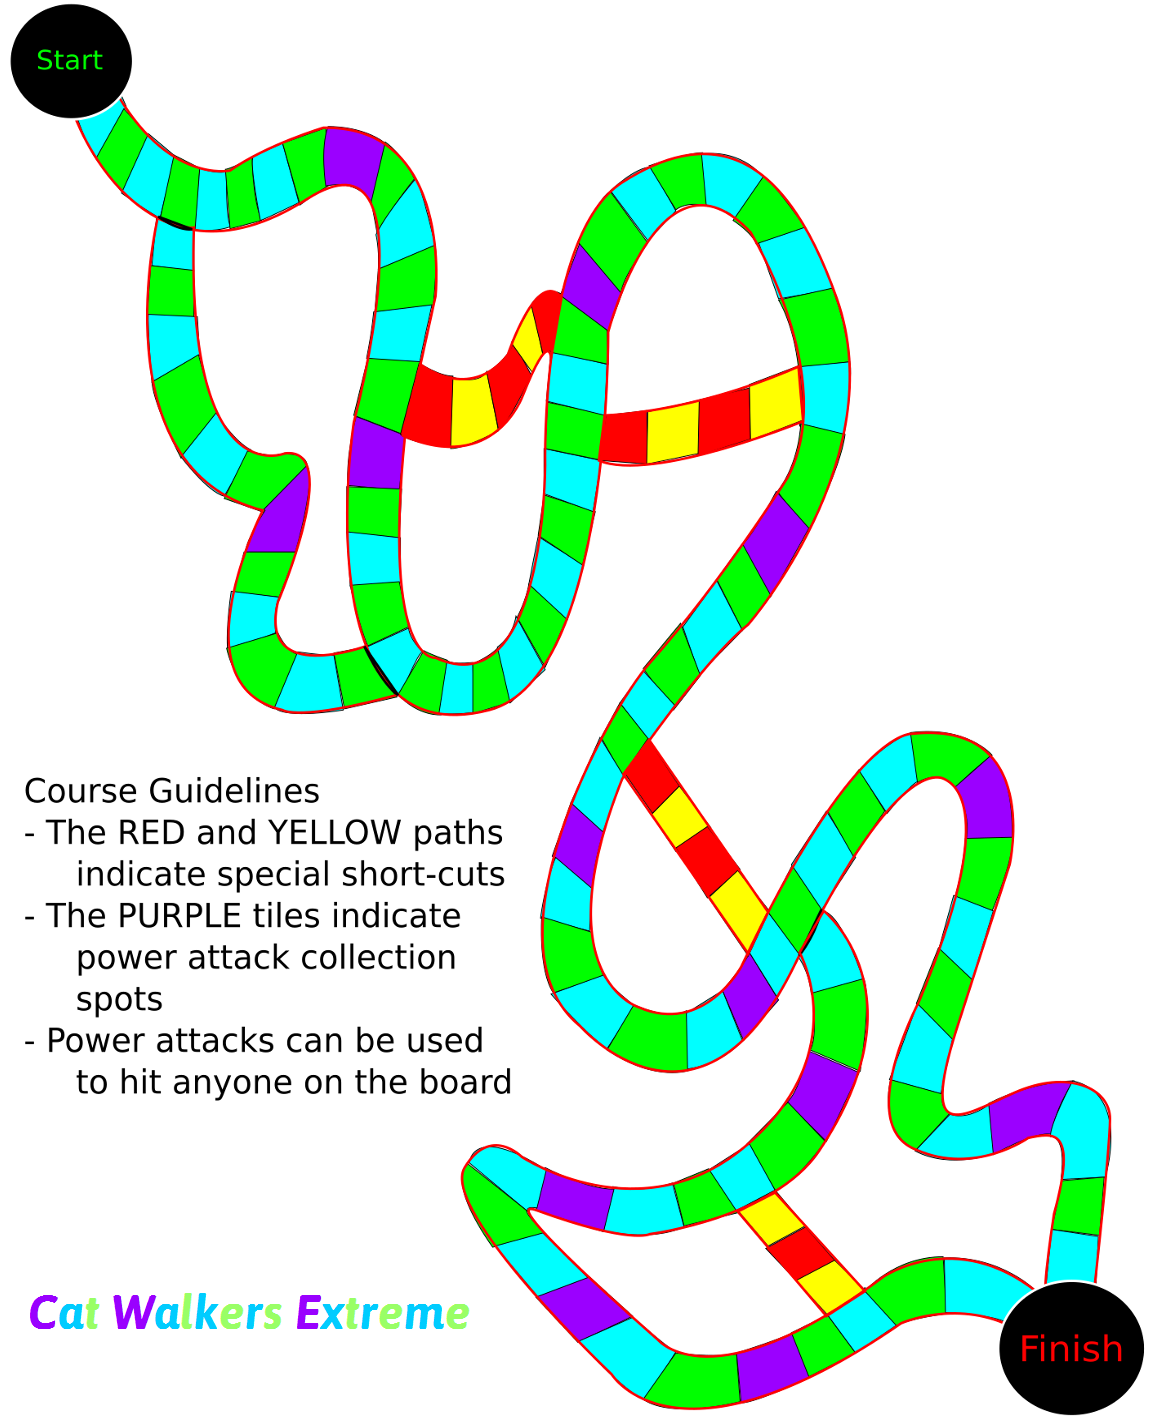 Start
Course Guidelines
- The RED and YELLOW paths
indicate special short-cuts
- The PURPLE tiles indicate
power attack collection
spots
- Power attacks can be used
to hit anyone on the board
Cat Walkers Extreme
Finish